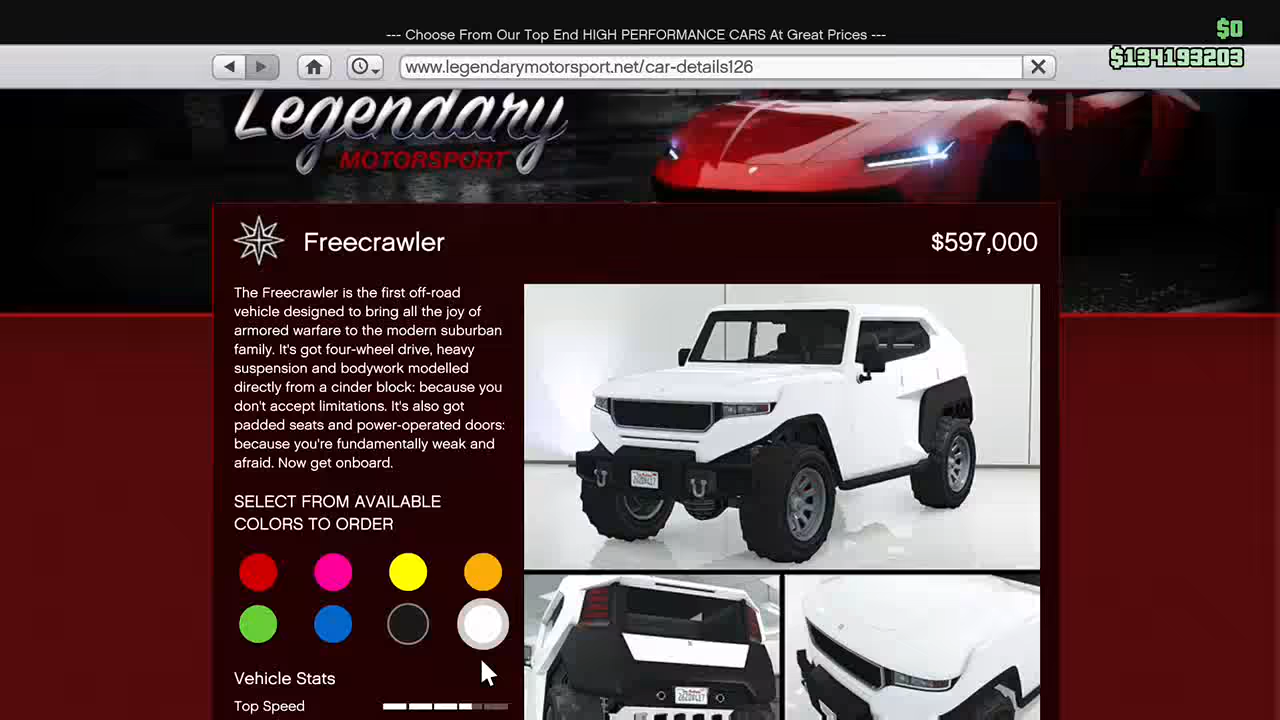 --- Choose From Our Top End HIGH PERFORMANCE CARS At Great Prices ---
$0
$134193203
www.legendarymotorsport.net/car-details126
Legendary
MOTORSPORT
Freecrawler
$597,000
The Freecrawler is the first off-road
vehicle designed to bring all the joy of
armored warfare to the modern suburban
family. It's got four-wheel drive, heavy
suspension and bodywork modelled
directly from a cinder block: because you
don't accept limitations. It's also got
padded seats and power-operated doors:
because you're fundamentally weak and
afraid. Now get onboard.
SELECT FROM AVAILABLE
COLORS TO ORDER
Vehicle Stats
Top Speed